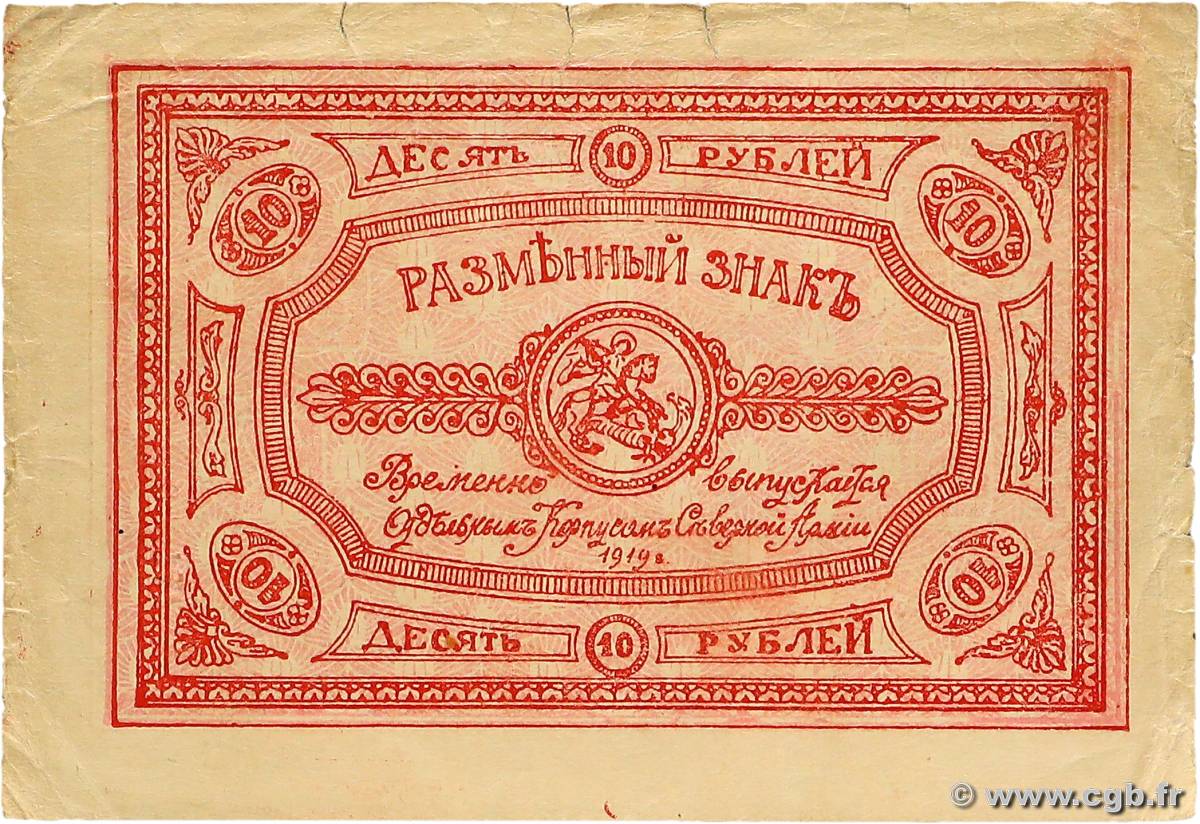 ДЕСЯТЬ 10 РУБЛЕЙ
10 10
РАЗМѢННЫЙ ЗНАКЪ
Временно выпускается
Отдѣльнымъ Корпусомъ Сѣверной Арміи
1919 г.
10 10
ДЕСЯТЬ 10 РУБЛЕЙ
© www.cgb.fr